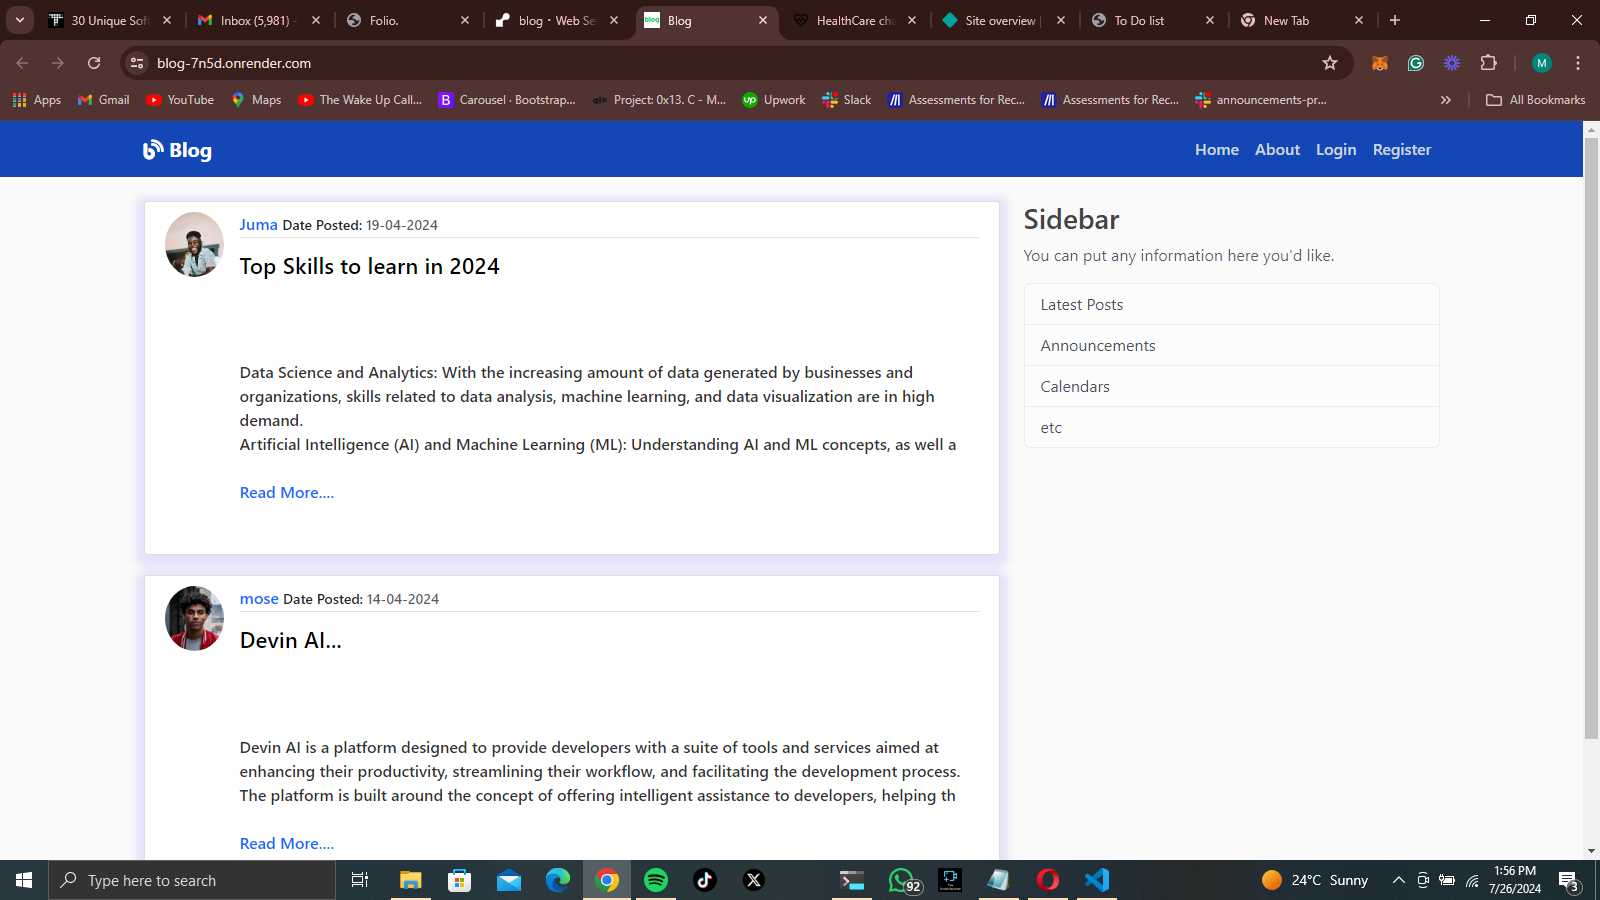 30 Unique Sof
Inbox (5,981) -
Folio.
blog · Web Se
Blog
HealthCare cha
Site overview |
To Do list
New Tab
blog-7n5d.onrender.com
M
Apps
Gmail
YouTube
Maps
The Wake Up Call...
B
Carousel · Bootstrap...
Project: 0x13. C - M...
Upwork
Slack
Assessments for Rec...
Assessments for Rec...
announcements-pr...
All Bookmarks
Blog
Home About Login Register
Juma Date Posted: 19-04-2024
Top Skills to learn in 2024
Data Science and Analytics: With the increasing amount of data generated by businesses and
organizations, skills related to data analysis, machine learning, and data visualization are in high
demand.
Artificial Intelligence (AI) and Machine Learning (ML): Understanding AI and ML concepts, as well a
Read More....
Sidebar
You can put any information here you'd like.
Latest Posts
Announcements
Calendars
etc
mose Date Posted: 14-04-2024
Devin AI...
Devin AI is a platform designed to provide developers with a suite of tools and services aimed at
enhancing their productivity, streamlining their workflow, and facilitating the development process.
The platform is built around the concept of offering intelligent assistance to developers, helping th
Read More....
Type here to search
92
24°C Sunny
1:56 PM
7/26/2024
3